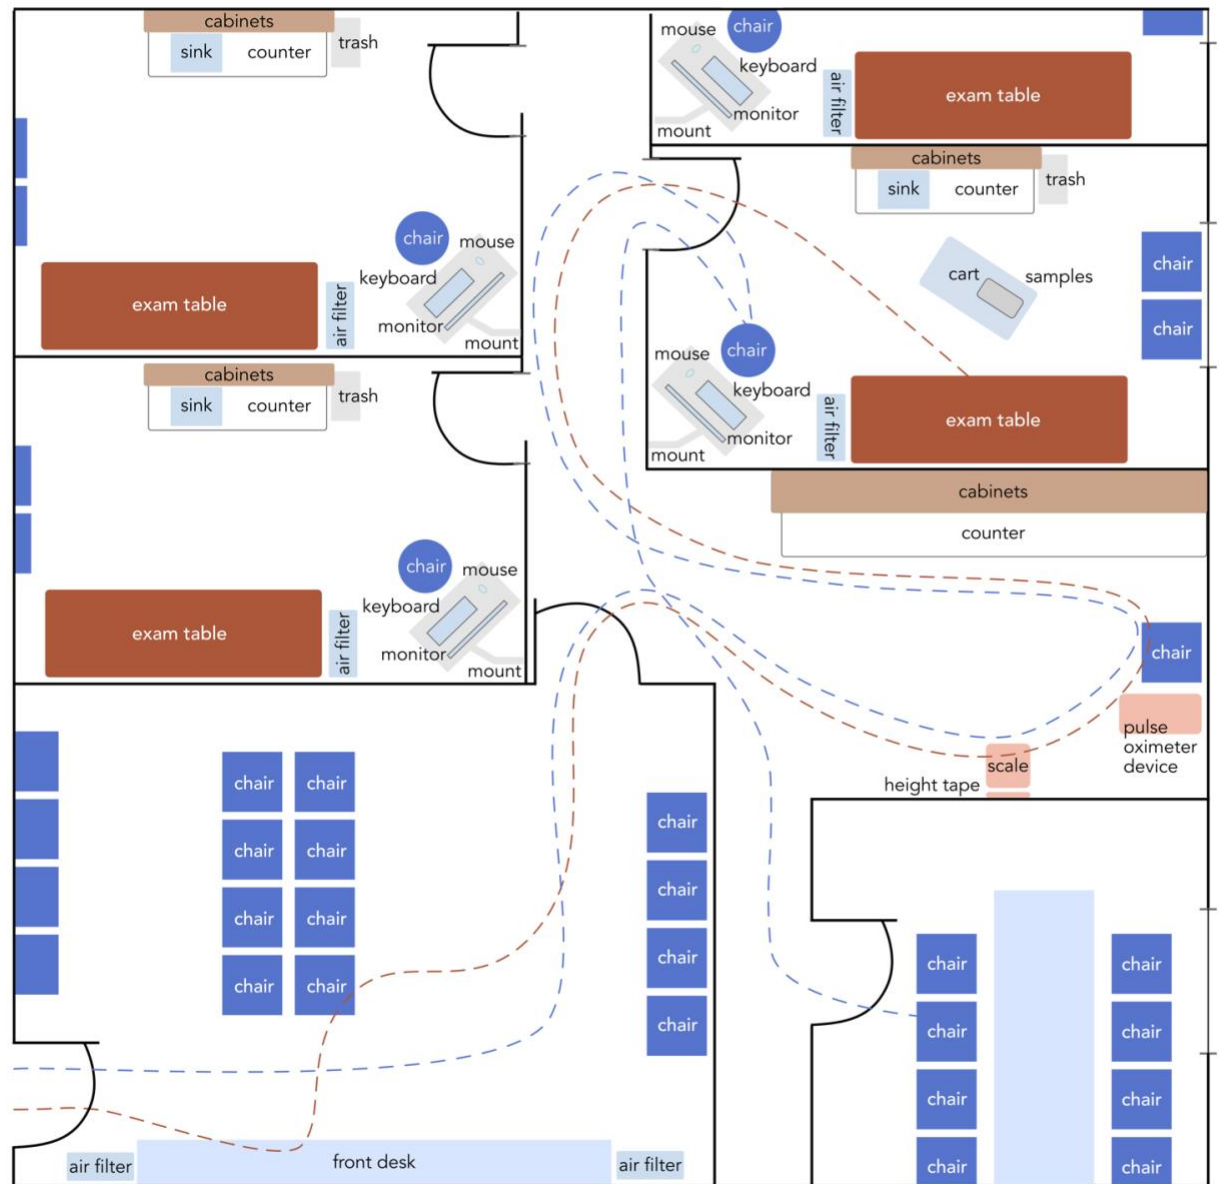 cabinets
sink
counter
trash
chair
mouse
keyboard
monitor
mount
air filter
exam table
mouse
chair
keyboard
monitor
mount
air filter
exam table
cabinets
sink
counter
trash
cart
samples
chair
chair
mouse
chair
keyboard
monitor
mount
air filter
exam table
cabinets
sink
counter
trash
chair
mouse
keyboard
monitor
mount
air filter
exam table
cabinets
counter
chair
pulse
oximeter
device
scale
height tape
chair
chair
chair
chair
chair
chair
chair
chair
chair
chair
chair
chair
air filter
front desk
air filter
chair
chair
chair
chair
chair
chair
chair
chair